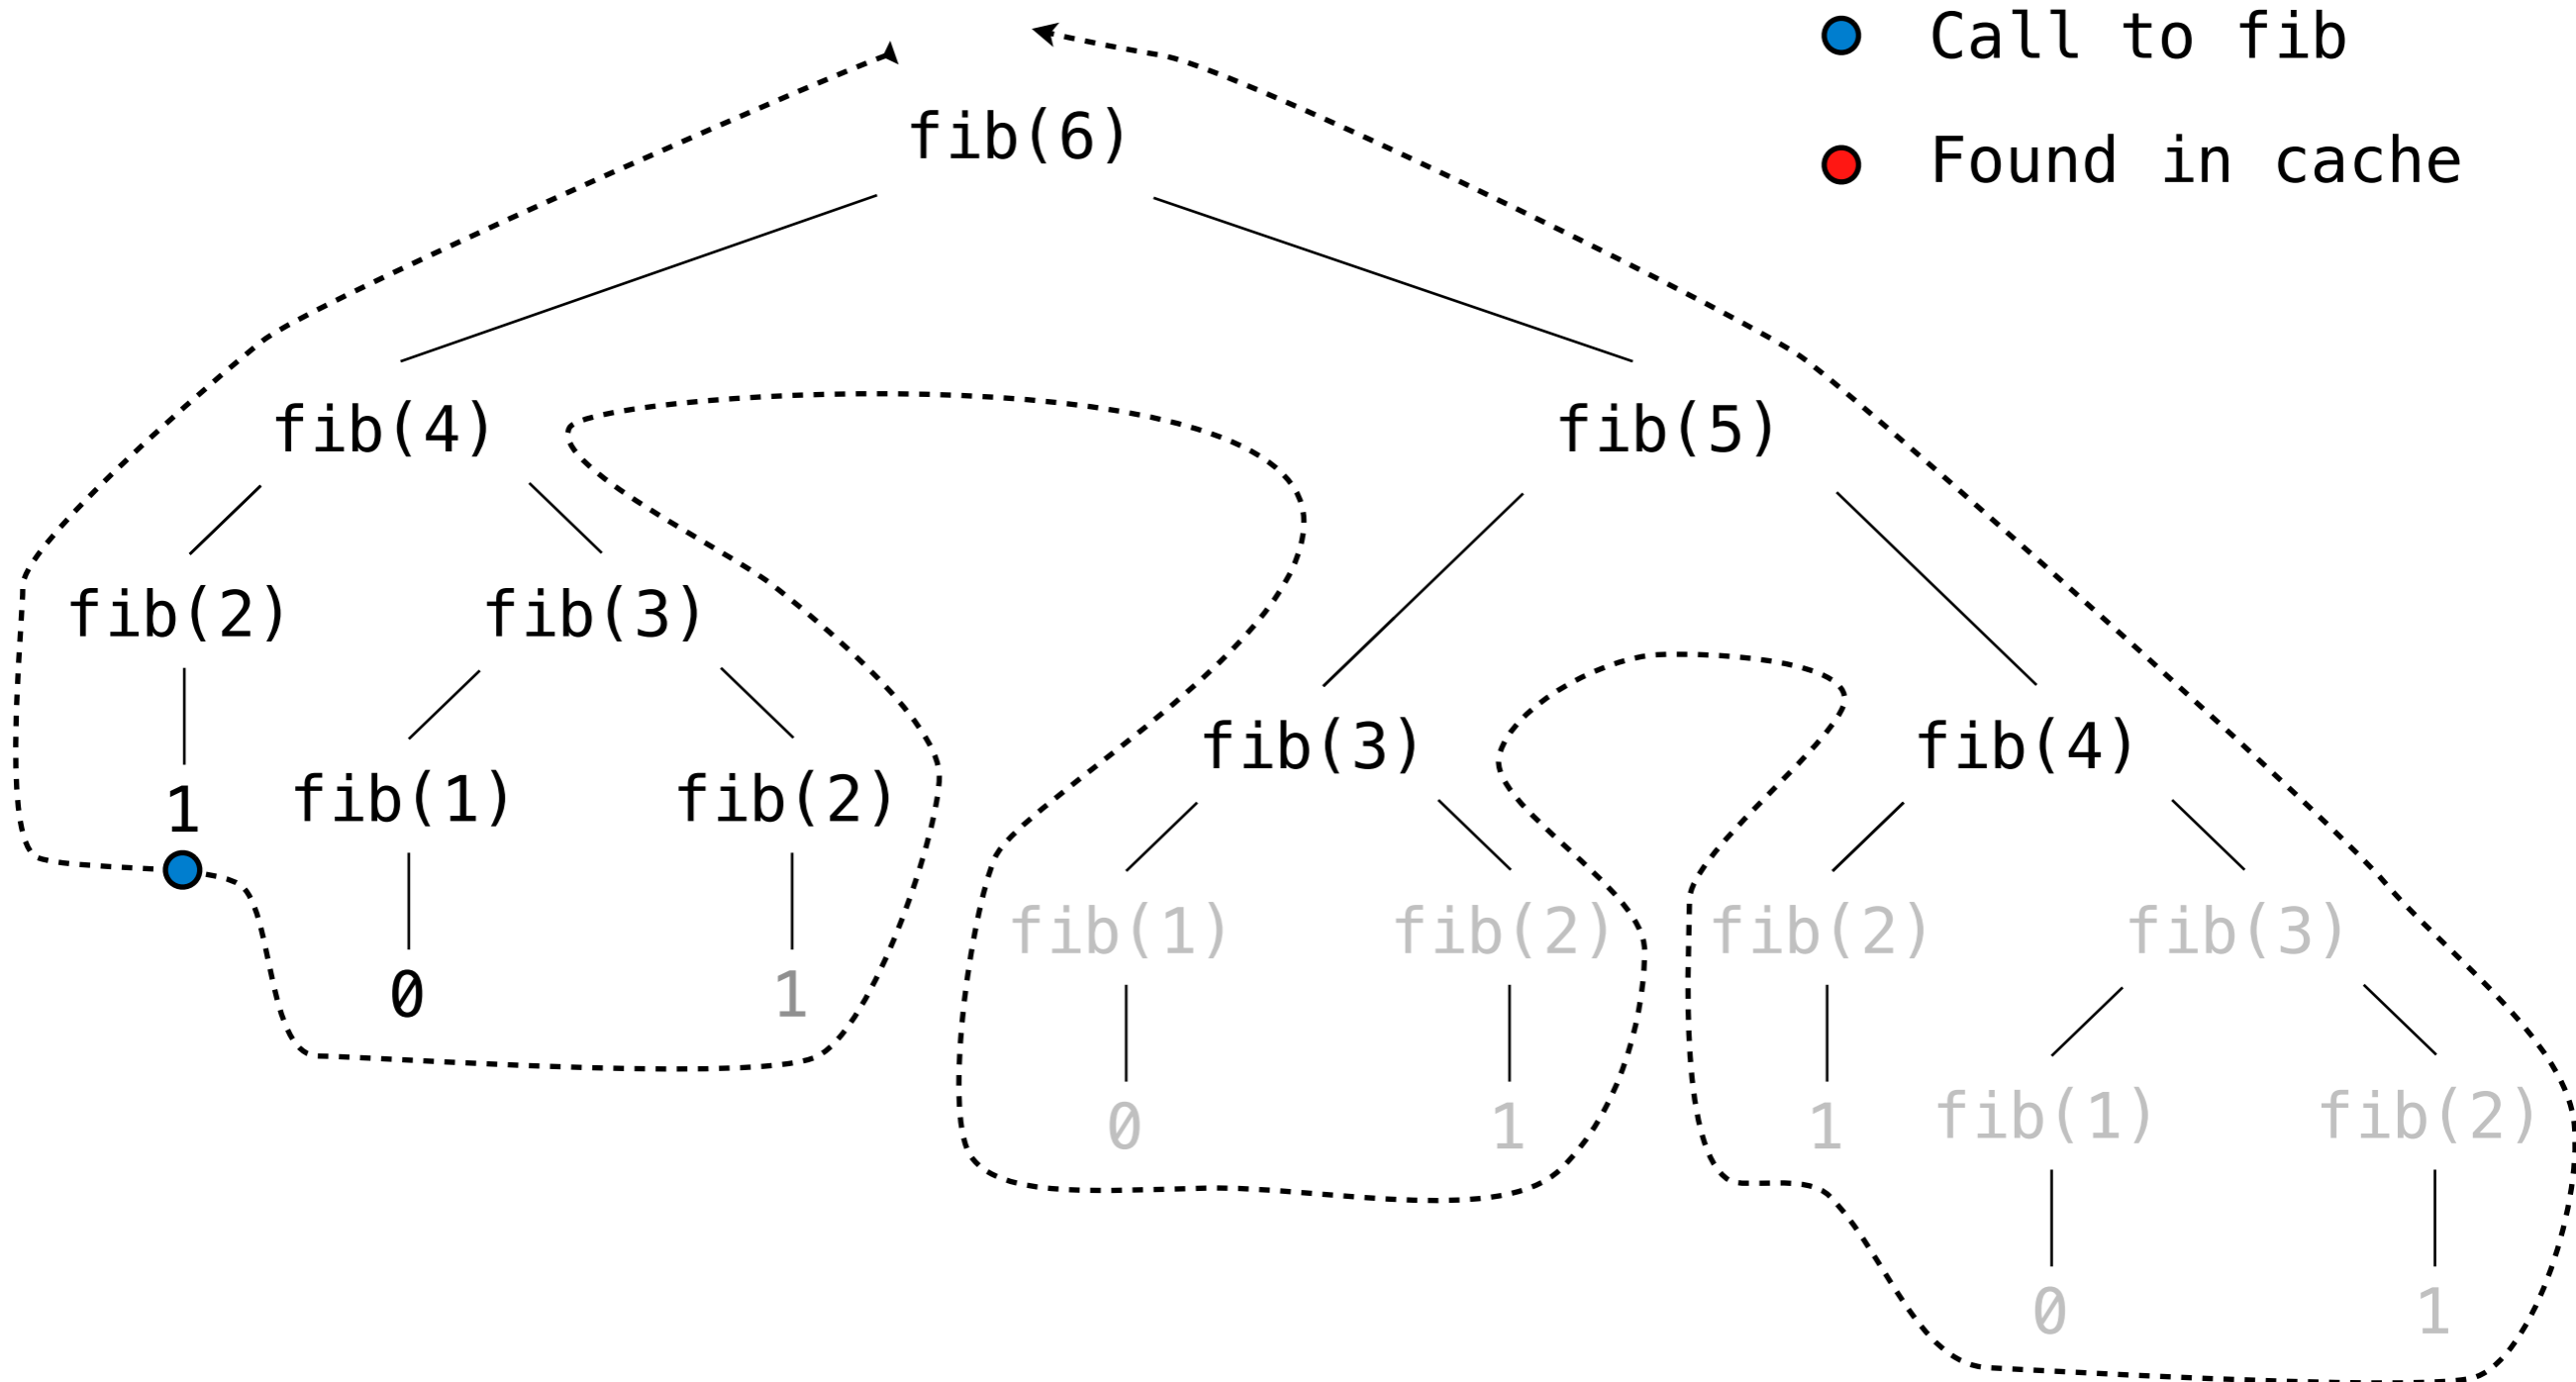 Call to fib
Found in cache
fib(6)
fib(4) fib(5)
fib(2) fib(3)
fib(3) fib(4)
1 fib(1) fib(2)
fib(1) fib(2) fib(2) fib(3)
0 1
0 1 1 fib(1) fib(2)
0 1